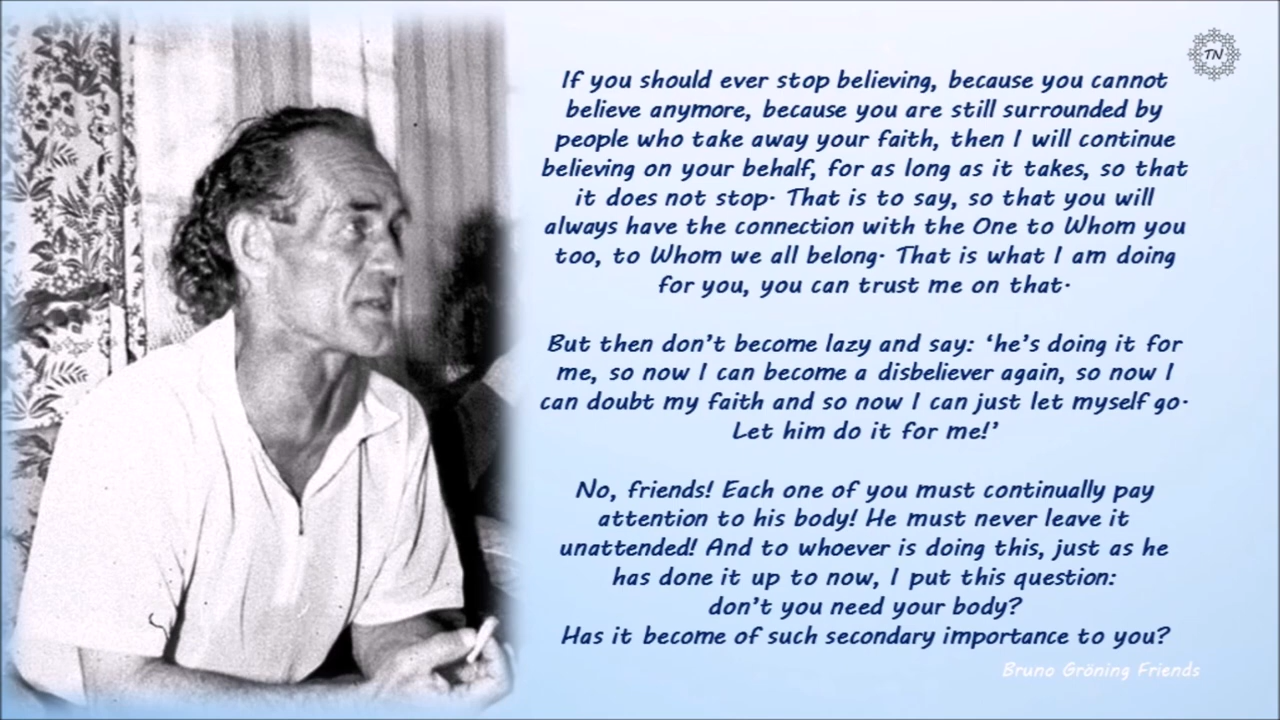 TN
If you should ever stop believing, because you cannot
believe anymore, because you are still surrounded by
people who take away your faith, then I will continue
believing on your behalf, for as long as it takes, so that
it does not stop. That is to say, so that you will
always have the connection with the One to Whom you
too, to Whom we all belong. That is what I am doing
for you, you can trust me on that.
But then don’t become lazy and say: ‘he’s doing it for
me, so now I can become a disbeliever again, so now I
can doubt my faith and so now I can just let myself go.
Let him do it for me!’
No, friends! Each one of you must continually pay
attention to his body! He must never leave it
unattended! And to whoever is doing this, just as he
has done it up to now, I put this question:
don’t you need your body?
Has it become of such secondary importance to you?
Bruno Gröning Friends